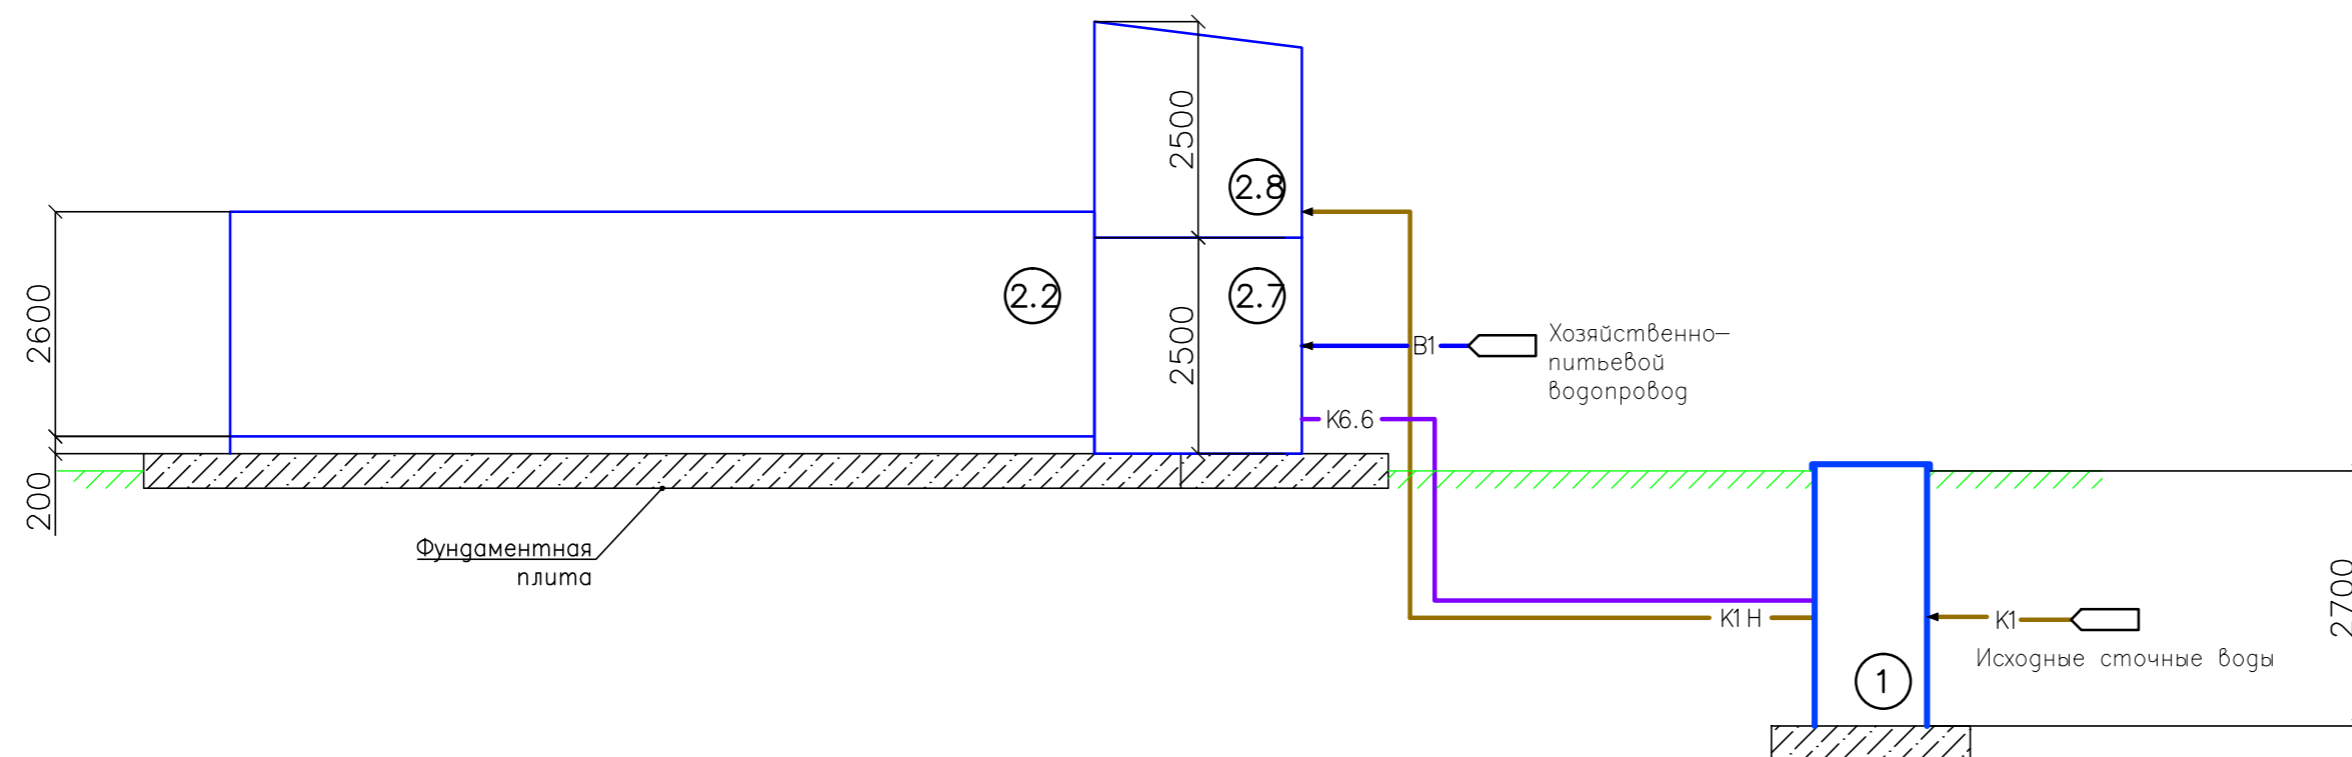 2500
2.8
2600
2.2
2.7
2500
В1
Хозяйственно–
питьевой
водопровод
К6.6
200
Фундаментная
плита
2700
К1Н
К1
Исходные сточные воды
1